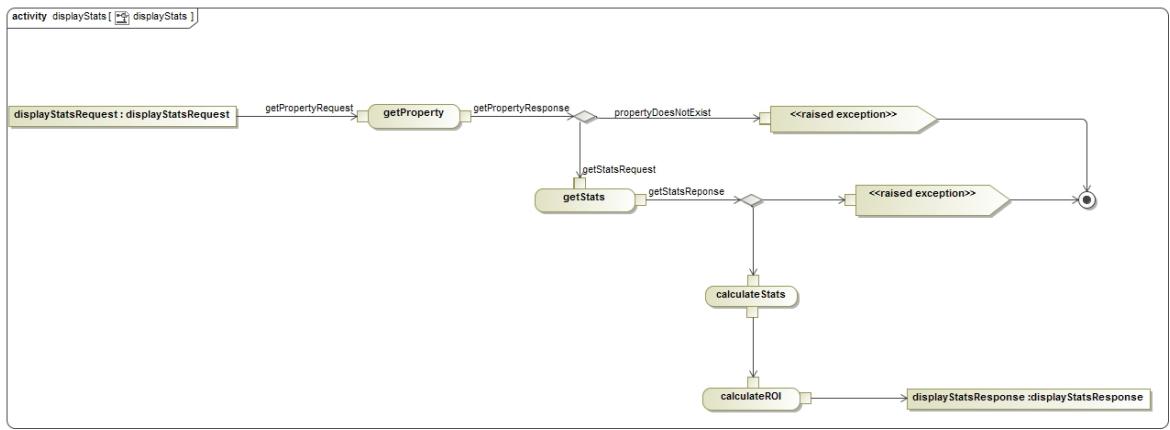 activity displayStats [ displayStats ]
getPropertyRequest
getPropertyResponse
displayStatsRequest : displayStatsRequest
getProperty
propertyDoesNotExist
<<raised exception>>
getStatsRequest
getStatsReponse
getStats
<<raised exception>>
calculateStats
calculateROI
displayStatsResponse :displayStatsResponse